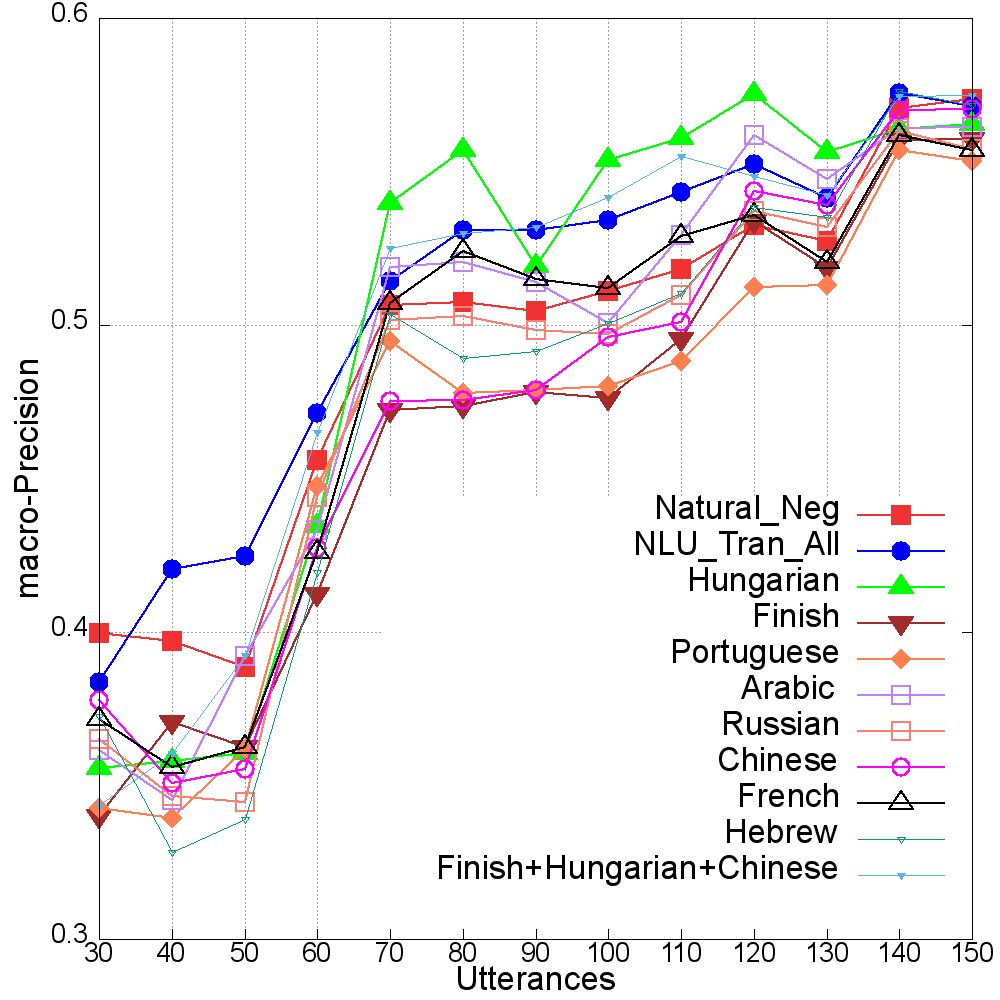 0.6
0.5
0.4
0.3
macro-Precision
Natural_Neg
NLU_Tran_All
Hungarian
Finish
Portuguese
Arabic
Russian
Chinese
French
Hebrew
Finish+Hungarian+Chinese
30 40 50 60 70 80 90 100 110 120 130 140 150
Utterances